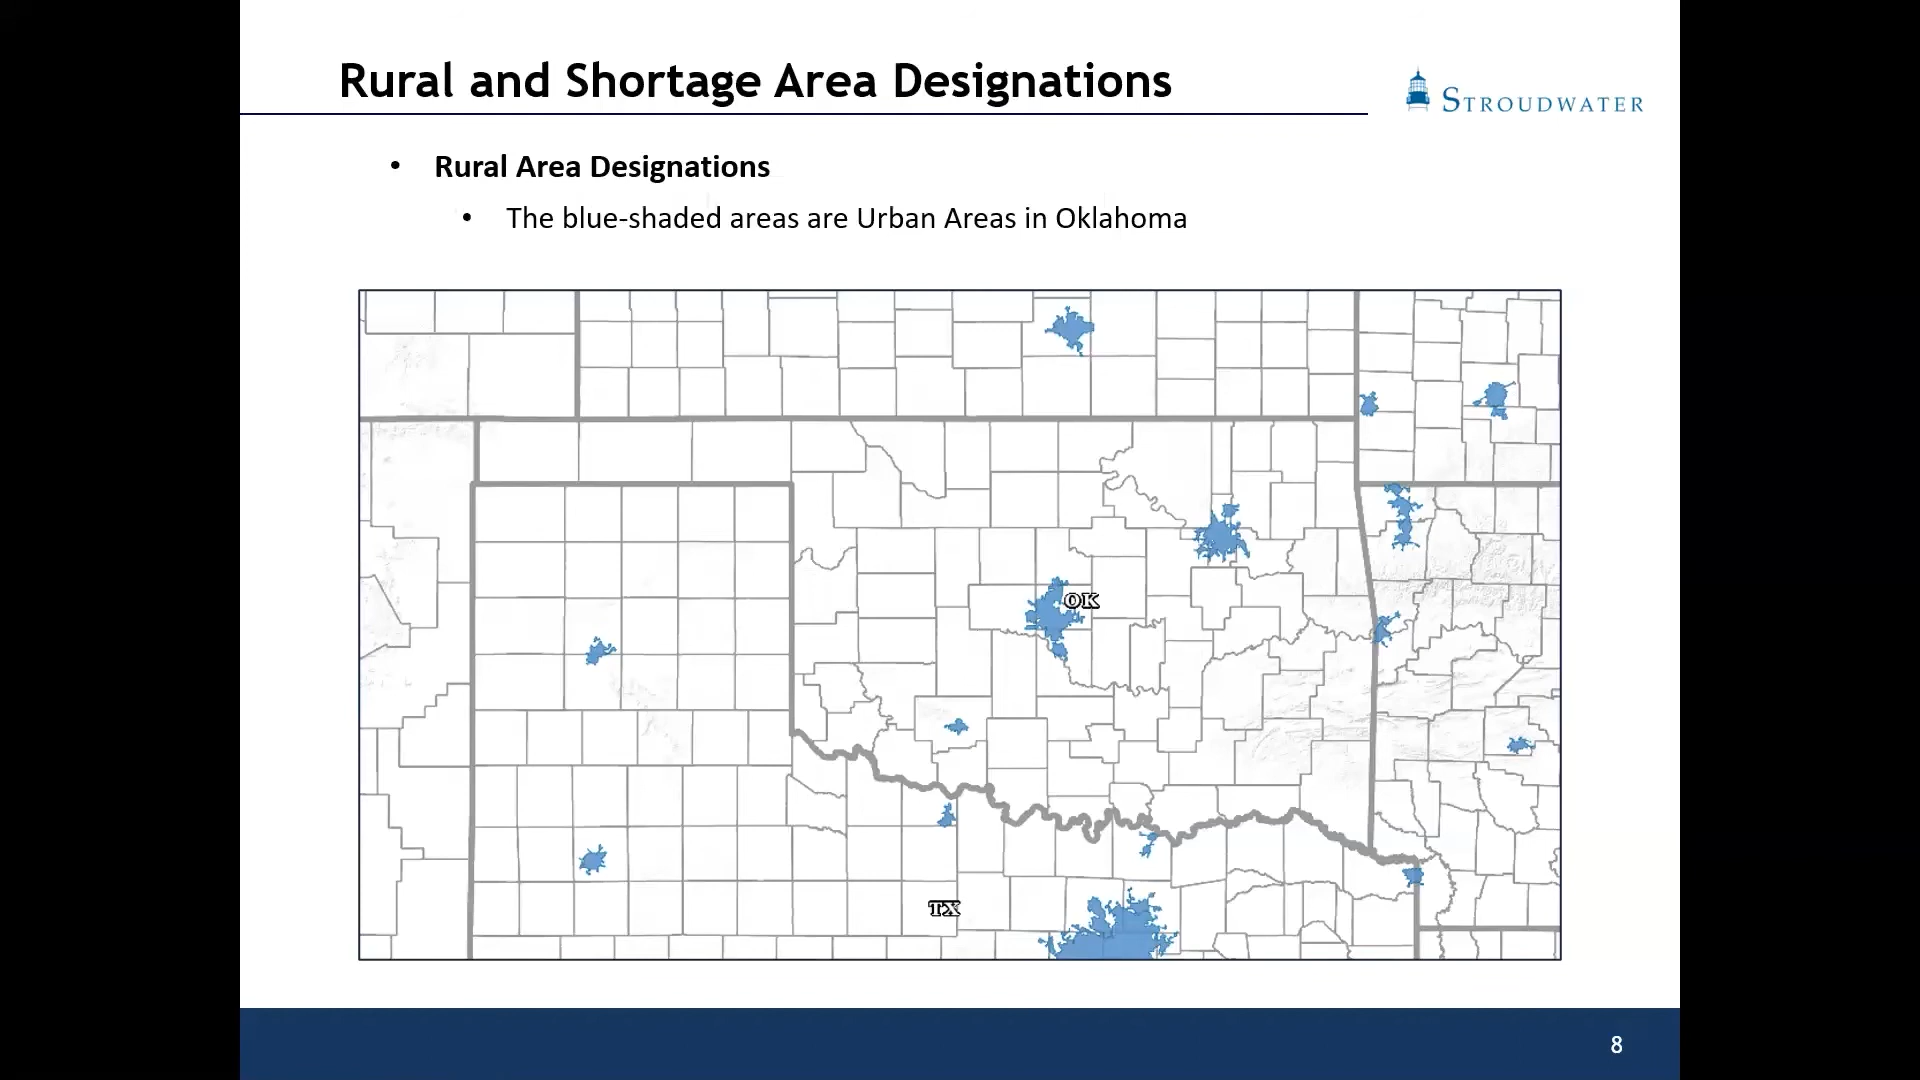 Rural and Shortage Area Designations
STROUDWATER
• Rural Area Designations
• The blue-shaded areas are Urban Areas in Oklahoma
OK
TX
8